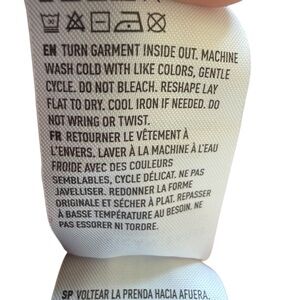 EN TURN GARMENT INSIDE OUT. MACHINE
WASH COLD WITH LIKE COLORS, GENTLE
CYCLE. DO NOT BLEACH. RESHAPE LAY
FLAT TO DRY. COOL IRON IF NEEDED. DO
NOT WRING OR TWIST.
FR RETOURNER LE VÊTEMENT À
L'ENVERS. LAVER À LA MACHINE À L'EAU
FROIDE AVEC DES COULEURS
SEMBLABLES, CYCLE DÉLICAT. NE PAS
JAVELLISER. REDONNER LA FORME
ORIGINALE ET SÉCHER À PLAT. REPASSER
À BASSE TEMPÉRATURE AU BESOIN. NE
PAS ESSORER NI TORDRE.
SP VOLTEAR LA PRENDA HACIA AFUERA.